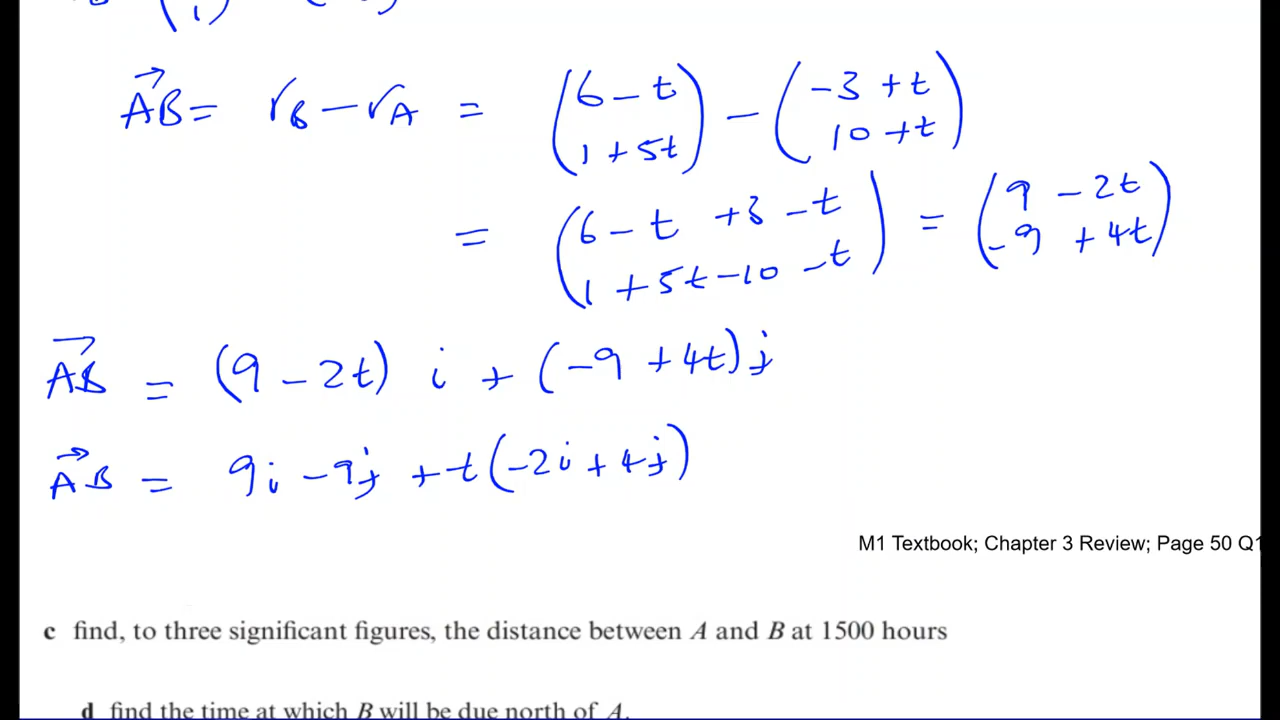 AB = rB - rA = (6 - t 1 + 5t) - (-3 + t 10 + t)
= (6 - t + 3 - t 1 + 5t - 10 - t) = (9 - 2t -9 + 4t)
AB = (9 - 2t) i + (-9 + 4t) j
AB = 9i - 9j + t(-2i + 4j)
M1 Textbook; Chapter 3 Review; Page 50 Q1
c find, to three significant figures, the distance between A and B at 1500 hours
d find the time at which B will be due north of A.